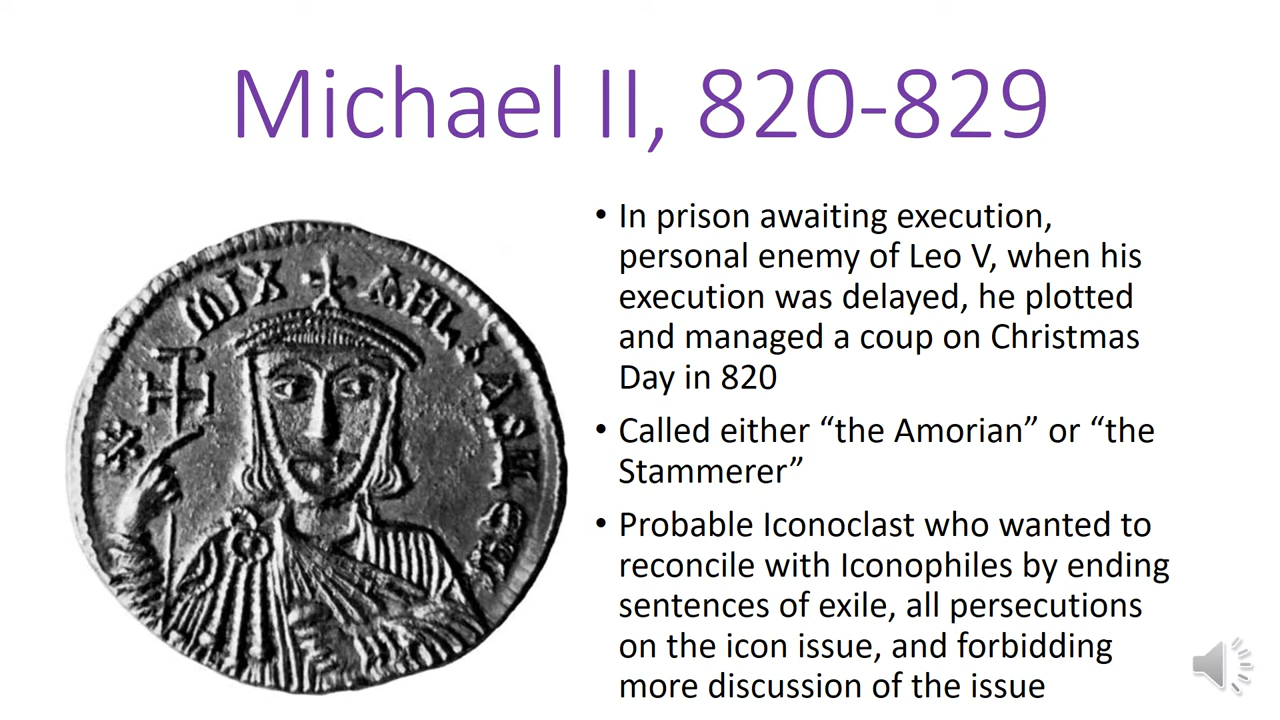 Michael II, 820-829
• In prison awaiting execution,
personal enemy of Leo V, when his
execution was delayed, he plotted
and managed a coup on Christmas
Day in 820
• Called either “the Amorian” or “the
Stammerer”
• Probable Iconoclast who wanted to
reconcile with Iconophiles by ending
sentences of exile, all persecutions
on the icon issue, and forbidding
more discussion of the issue